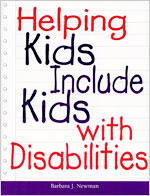 Helping
Kids
Include
Kids
with
Disabilities
Barbara J. Newman